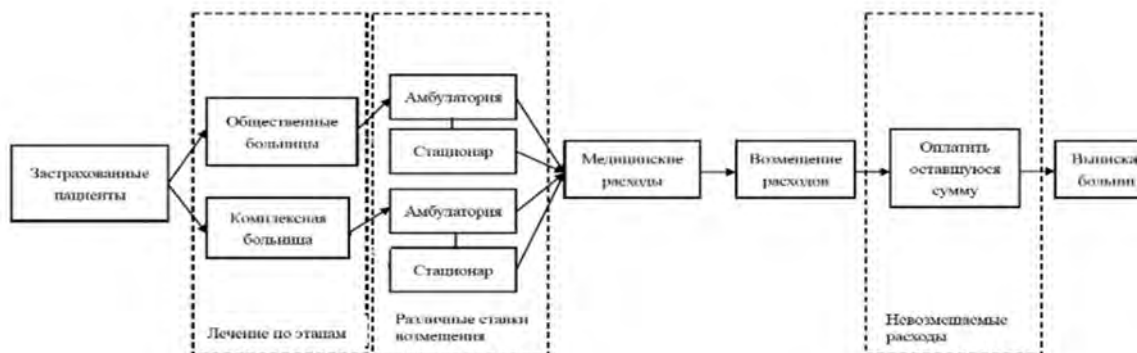 Застрахованные
пациенты
Общественные
больницы
Комплексная
больница
Лечение по этапам
Амбулатория
Стационар
Амбулатория
Стационар
Различные ставки
возмещения
Медицинские
расходы
Возмещение
расходов
Оплатить
оставшуюся
сумму
Невозмещаемые
расходы